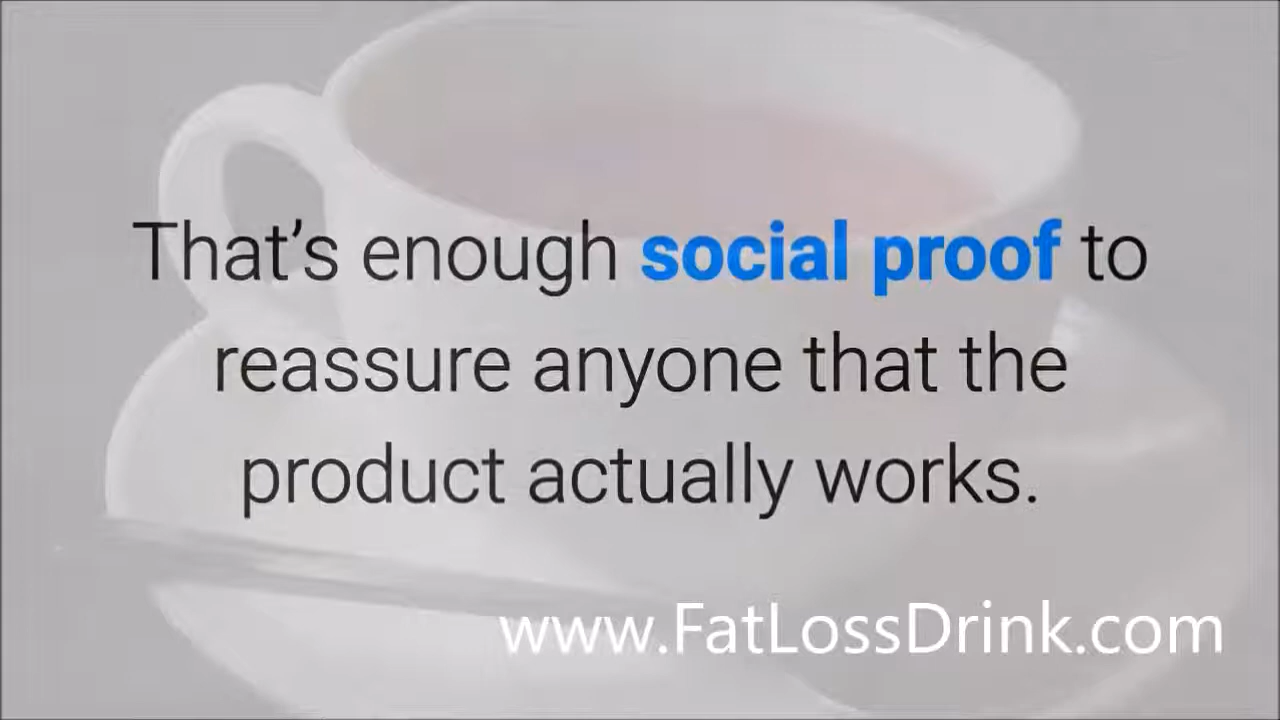 That’s enough social proof to
reassure anyone that the
product actually works.
www.FatLossDrink.com